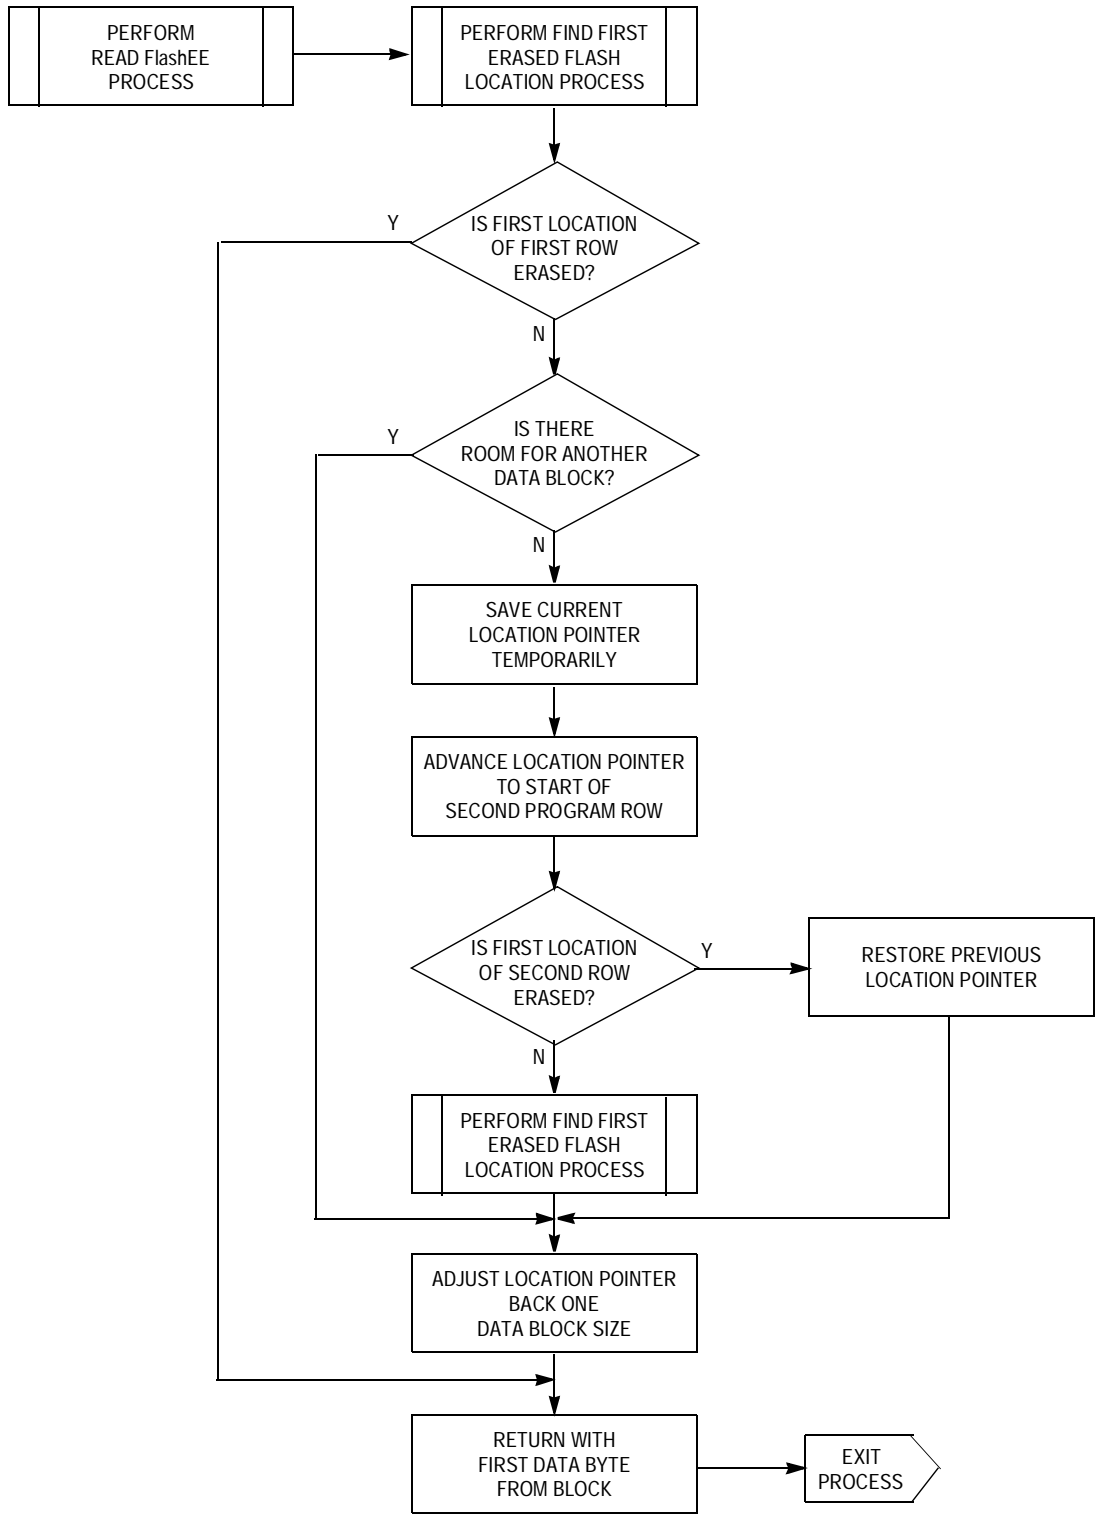 PERFORM
READ FlashEE
PROCESS
PERFORM FIND FIRST
ERASED FLASH
LOCATION PROCESS
Y
IS FIRST LOCATION
OF FIRST ROW
ERASED?
N
Y
IS THERE
ROOM FOR ANOTHER
DATA BLOCK?
N
SAVE CURRENT
LOCATION POINTER
TEMPORARILY
ADVANCE LOCATION POINTER
TO START OF
SECOND PROGRAM ROW
IS FIRST LOCATION
OF SECOND ROW
ERASED?
Y
RESTORE PREVIOUS
LOCATION POINTER
N
PERFORM FIND FIRST
ERASED FLASH
LOCATION PROCESS
ADJUST LOCATION POINTER
BACK ONE
DATA BLOCK SIZE
RETURN WITH
FIRST DATA BYTE
FROM BLOCK
EXIT
PROCESS